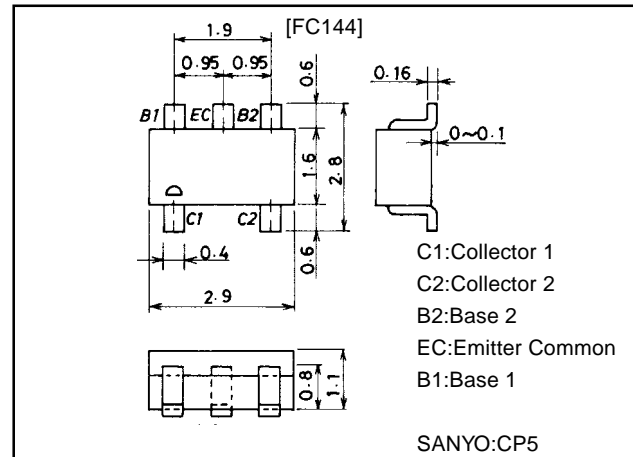 [FC144]
1.9
0.95 0.95
0.6
0.16
B1 EC B2
0~0.1
1.6
2.8
C1 C2
0.4
0.6
2.9
C1:Collector 1
C2:Collector 2
B2:Base 2
EC:Emitter Common
B1:Base 1
0.8
1.1
SANYO:CP5